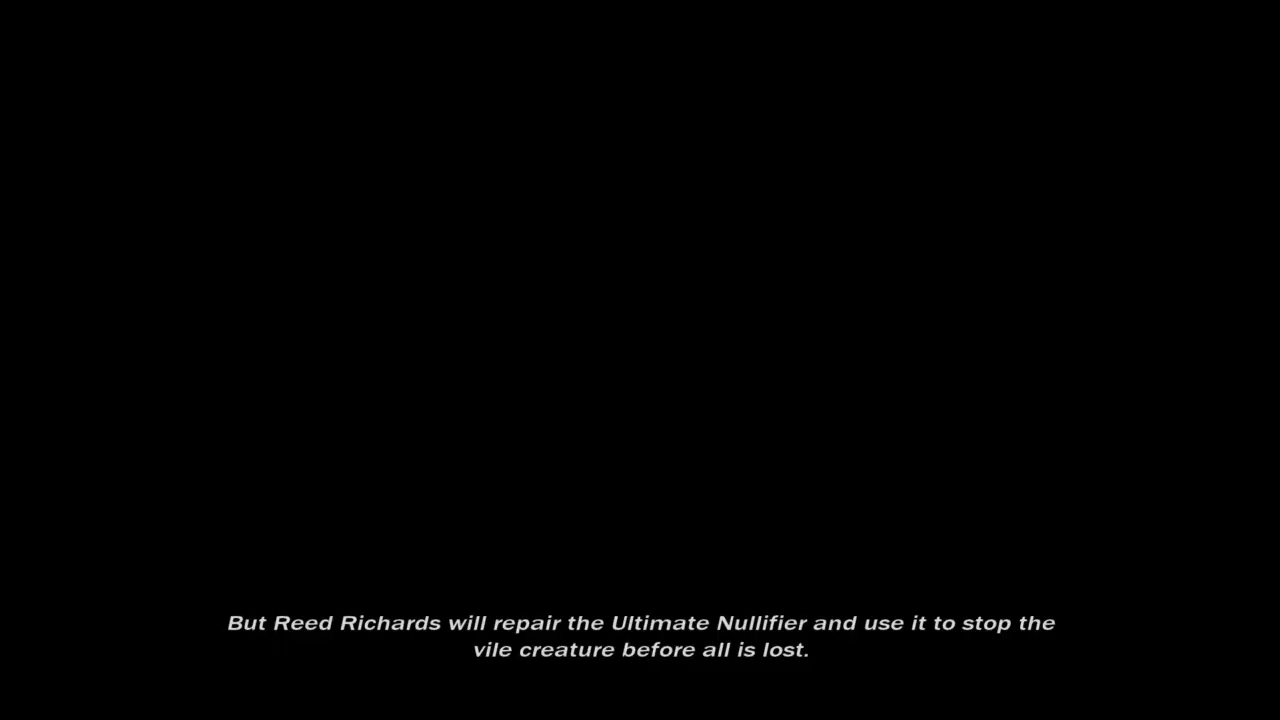 But Reed Richards will repair the Ultimate Nullifier and use it to stop the
vile creature before all is lost.